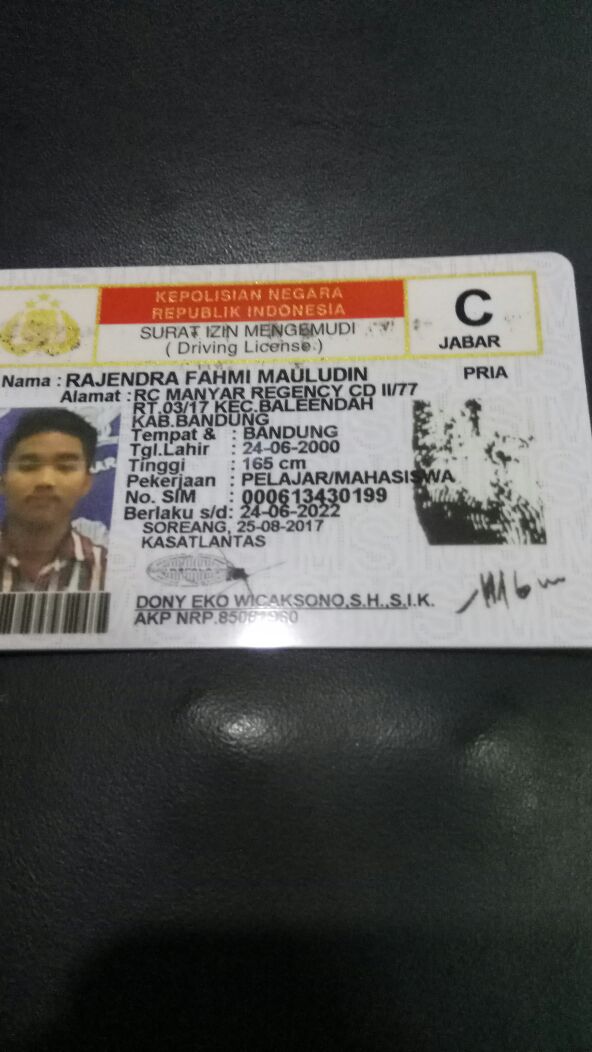 KEPOLISIAN NEGARA
REPUBLIK INDONESIA
SURAT IZIN MENGEMUDI
( Driving License )
C
JABAR
Nama : RAJENDRA FAHMI MAULUDIN
PRIA
Alamat : RC MANYAR REGENCY CD II/77
RT.03/17 KEC.BALEENDAH
KAB.BANDUNG
Tempat & : BANDUNG
Tgl.Lahir : 24-06-2000
Tinggi : 165 cm
Pekerjaan : PELAJAR/MAHASISWA
No. SIM : 000613430199
Berlaku s/d : 24-06-2022
SOREANG, 25-08-2017
KASATLANTAS
DONY EKO WICAKSONO,S.H.,S.I.K.
AKP NRP.